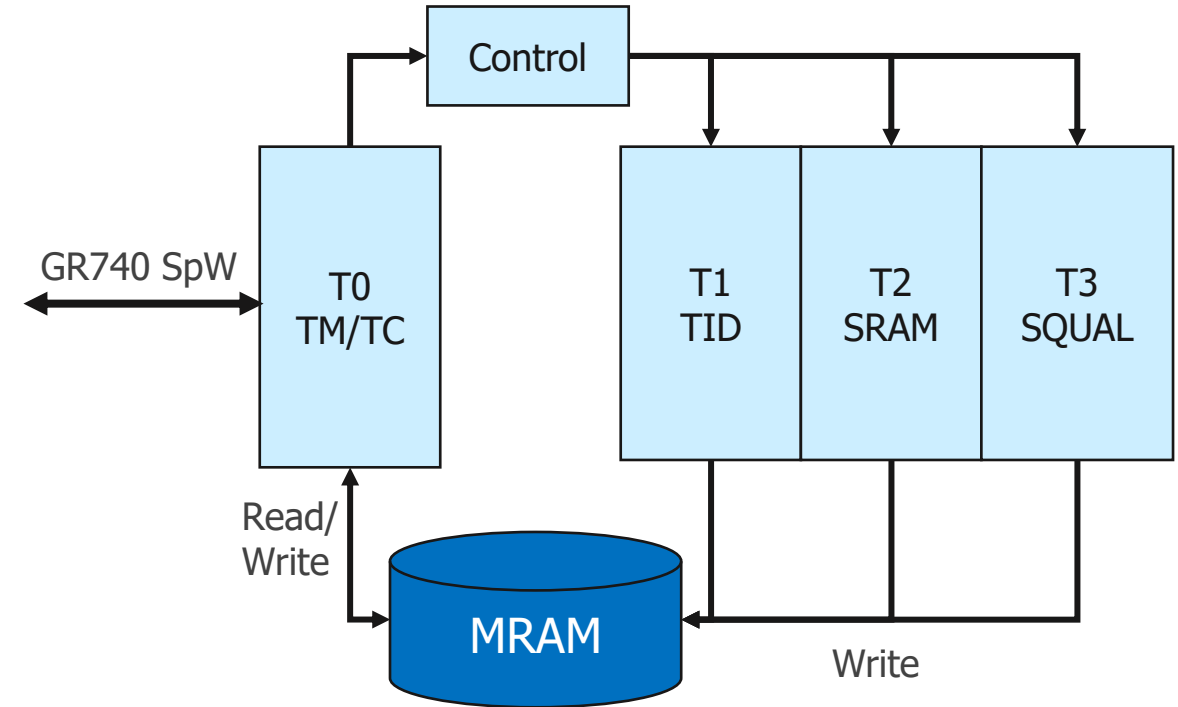 Control
GR740 SpW
T0
TM/TC
T1
TID
T2
SRAM
T3
SQUAL
Read/
Write
MRAM
Write